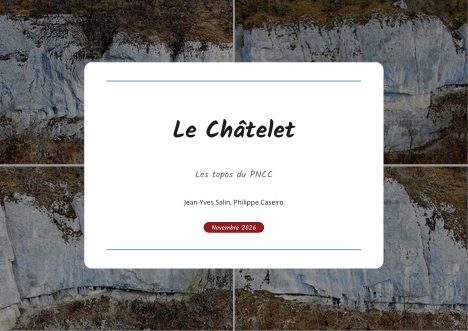 Le Châtelet
Les topos du PNCC
Jean-Yves Salin, Philippe Caseiro
Novembre 2026